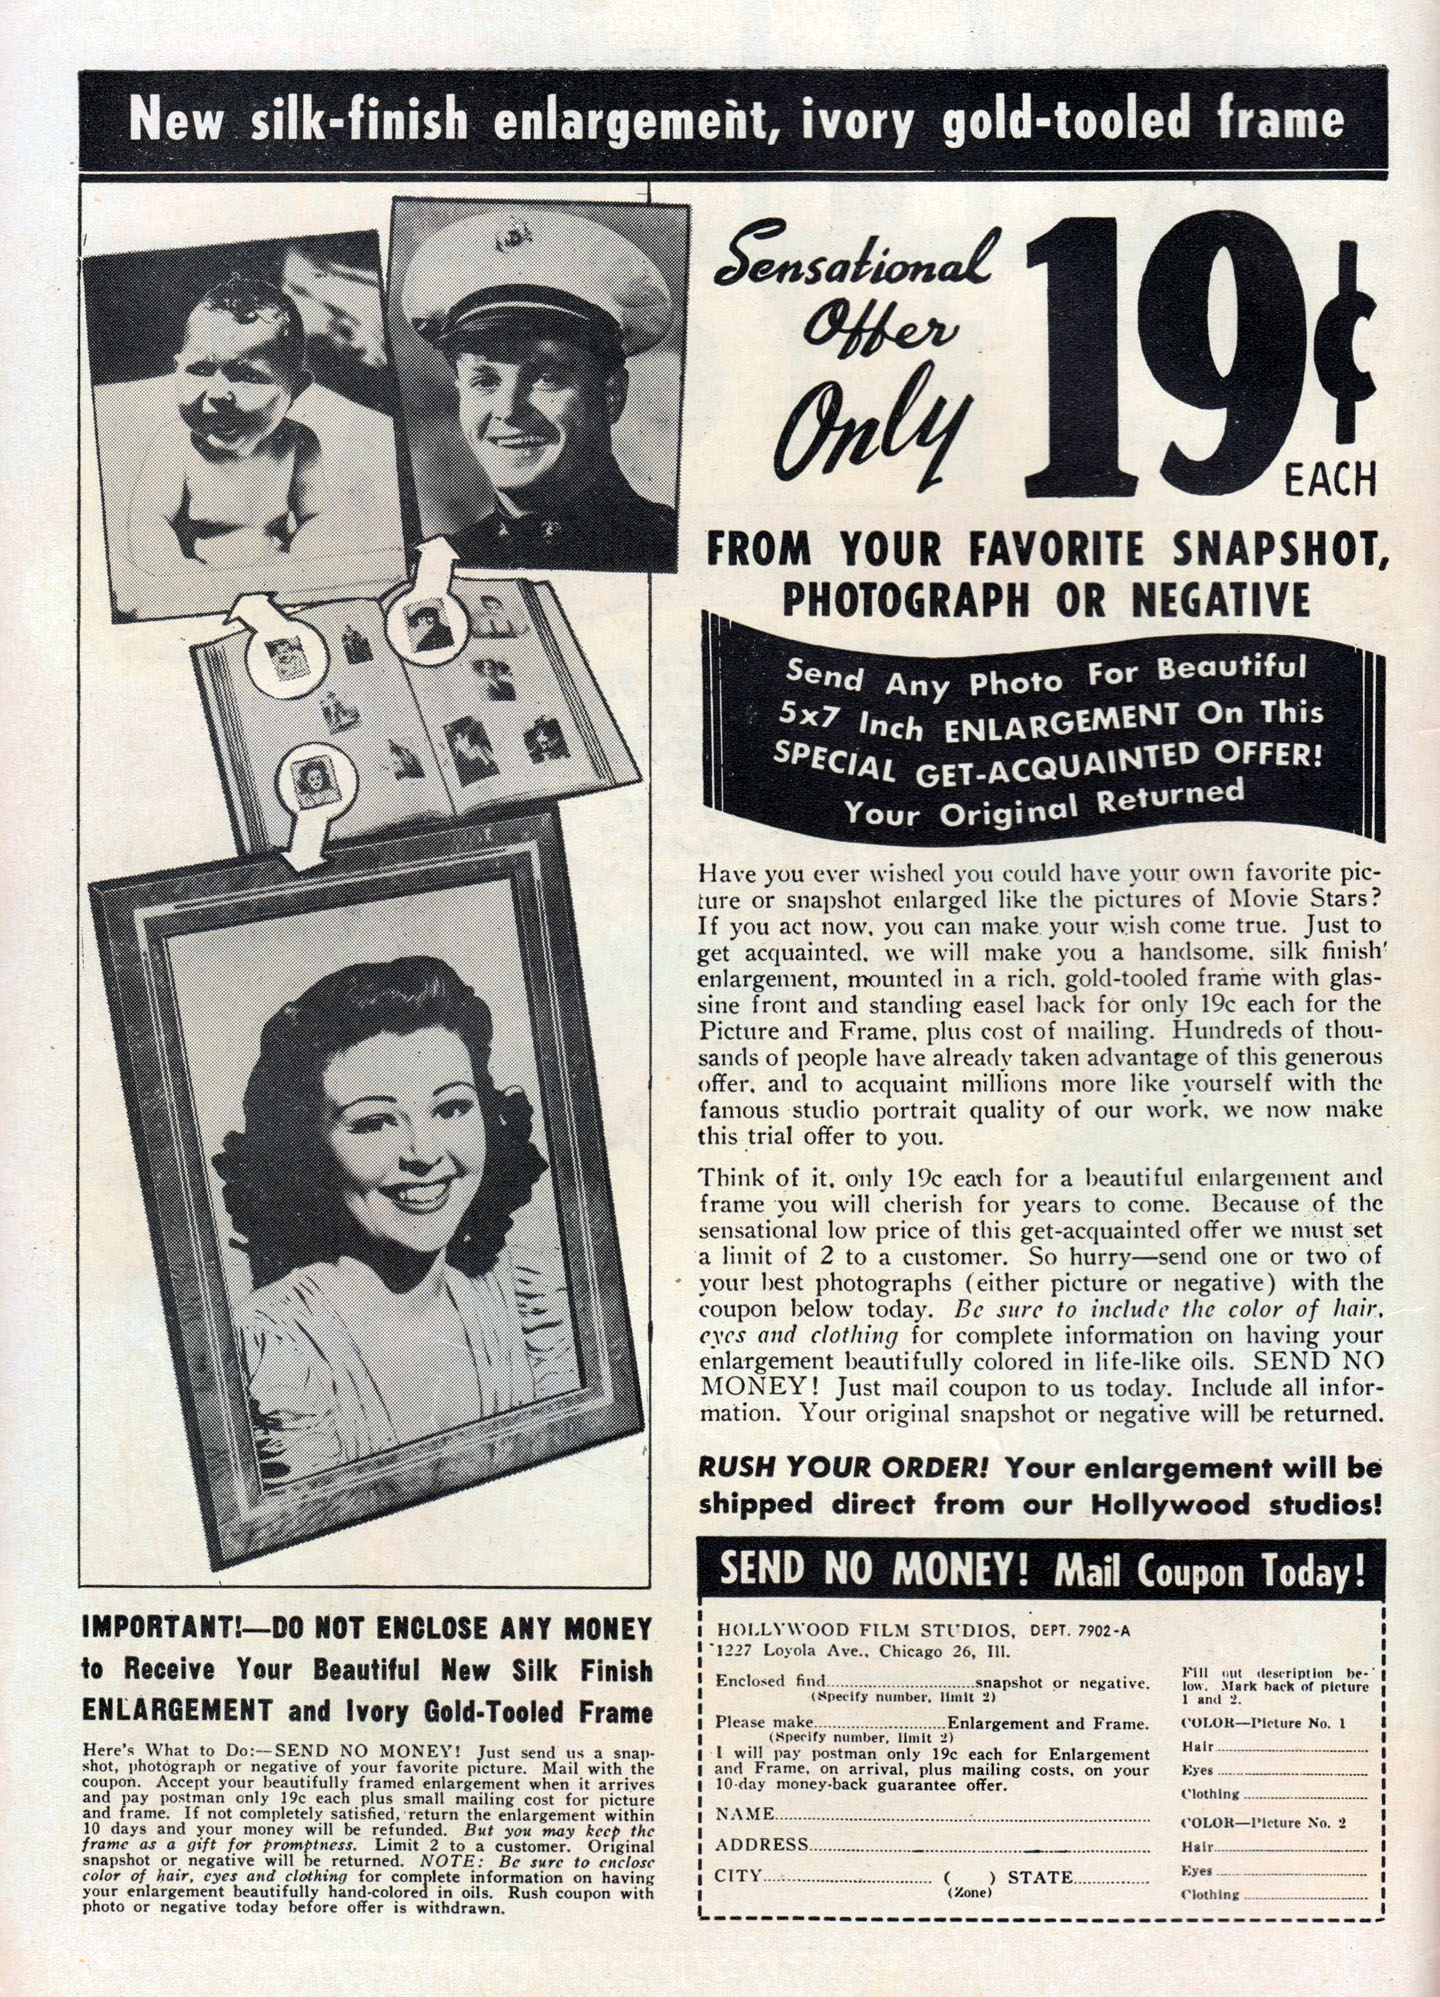 New silk-finish enlargement, ivory gold-tooled frame
Sensational
Offer
Only
19¢
EACH
FROM YOUR FAVORITE SNAPSHOT,
PHOTOGRAPH OR NEGATIVE
Send Any Photo For Beautiful
5x7 Inch ENLARGEMENT On This
SPECIAL GET-ACQUAINTED OFFER!
Your Original Returned
Have you ever wished you could have your own favorite pic-
ture or snapshot enlarged like the pictures of Movie Stars?
If you act now, you can make your wish come true. Just to
get acquainted, we will make you a handsome, silk finish
enlargement, mounted in a rich, gold-tooled frame with glas-
sine front and standing easel back for only 19c each for the
Picture and Frame, plus cost of mailing. Hundreds of thou-
sands of people have already taken advantage of this generous
offer, and to acquaint millions more like yourself with the
famous studio portrait quality of our work, we now make
this trial offer to you.
Think of it, only 19c each for a beautiful enlargement and
frame you will cherish for years to come. Because of the
sensational low price of this get-acquainted offer we must set
a limit of 2 to a customer. So hurry—send one or two of
your best photographs (either picture or negative) with the
coupon below today. Be sure to include the color of hair,
eyes and clothing for complete information on having your
enlargement beautifully colored in life-like oils. SEND NO
MONEY! Just mail coupon to us today. Include all infor-
mation. Your original snapshot or negative will be returned.
RUSH YOUR ORDER! Your enlargement will be
shipped direct from our Hollywood studios!
IMPORTANT!—DO NOT ENCLOSE ANY MONEY
to Receive Your Beautiful New Silk Finish
ENLARGEMENT and Ivory Gold-Tooled Frame
Here's What to Do:—SEND NO MONEY! Just send us a snap-
shot, photograph or negative of your favorite picture. Mail with the
coupon. Accept your beautifully framed enlargement when it arrives
and pay postman only 19c each plus small mailing cost for picture
and frame. If not completely satisfied, return the enlargement within
10 days and your money will be refunded. But you may keep the
frame as a gift for promptness. Limit 2 to a customer. Original
snapshot or negative will be returned. NOTE: Be sure to enclose
color of hair, eyes and clothing for complete information on having
your enlargement beautifully hand-colored in oils. Rush coupon with
photo or negative today before offer is withdrawn.
SEND NO MONEY! Mail Coupon Today!
HOLLYWOOD FILM STUDIOS, DEPT. 7902-A
1227 Loyola Ave., Chicago 26, Ill.
Enclosed find..............................snapshot or negative.
(Specify number, limit 2)
Please make..............................Enlargement and Frame.
(Specify number, limit 2)
I will pay postman only 19c each for Enlargement
and Frame, on arrival, plus mailing costs, on your
10-day money-back guarantee offer.
NAME..............................
ADDRESS..............................
CITY.............................. ( ) STATE...............
(Zone)
Fill out description be-
low. Mark back of picture
1 and 2.
COLOR—Picture No. 1
Hair..............................
Eyes..............................
Clothing..............................
COLOR—Picture No. 2
Hair..............................
Eyes..............................
Clothing..............................